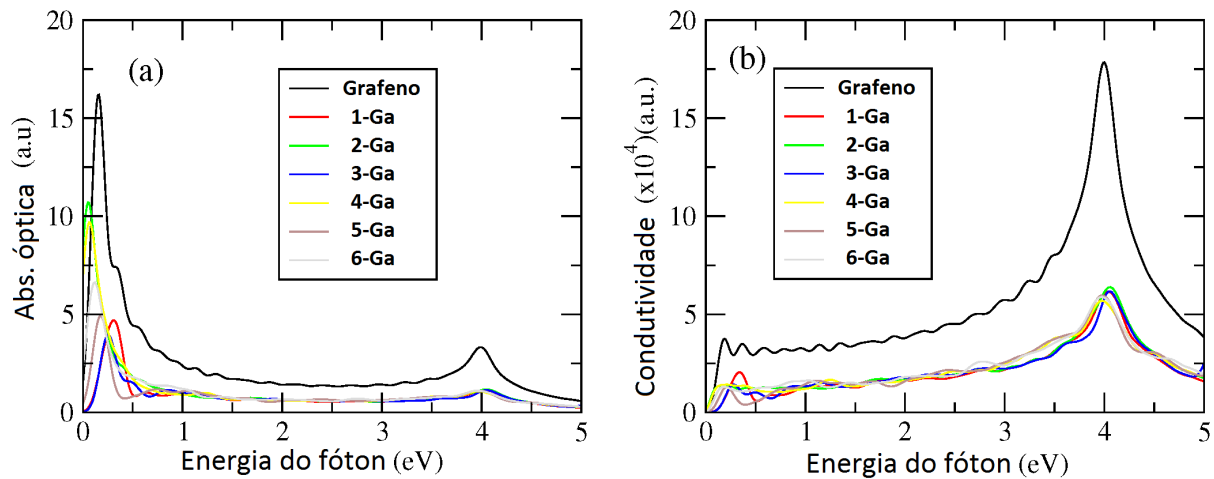 (a)
Abs. óptica (a.u)
20
15
10
5
0
Grafeno
1-Ga
2-Ga
3-Ga
4-Ga
5-Ga
6-Ga
0 1 2 3 4 5
Energia do fóton (eV)
(b)
Condutividade (x10⁴)(a.u.)
20
15
10
5
0
Grafeno
1-Ga
2-Ga
3-Ga
4-Ga
5-Ga
6-Ga
0 1 2 3 4 5
Energia do fóton (eV)